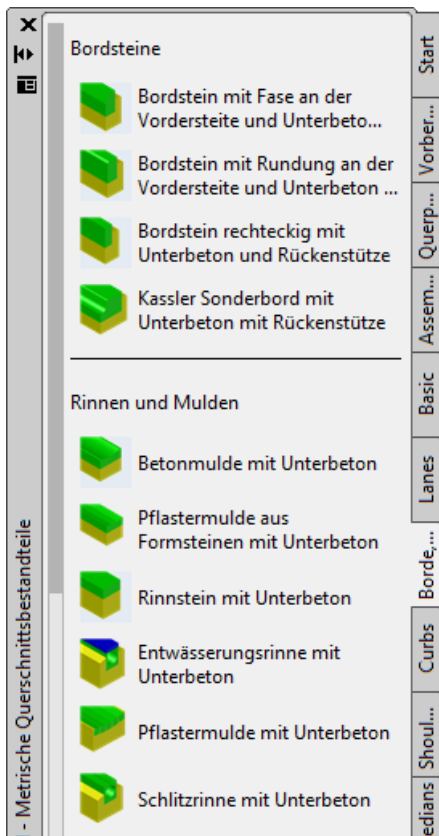 Bordsteine
Bordstein mit Fase an der
Vordersteite und Unterbeto...
Bordstein mit Rundung an der
Vordersteite und Unterbeton ...
Bordstein rechteckig mit
Unterbeton und Rückenstütze
Kassler Sonderbord mit
Unterbeton mit Rückenstütze
Rinnen und Mulden
Betonmulde mit Unterbeton
Pflastermulde aus
Formsteinen mit Unterbeton
Rinnstein mit Unterbeton
Entwässerungsrinne mit
Unterbeton
Pflastermulde mit Unterbeton
Schlitzrinne mit Unterbeton
Start
Vorber...
Querp...
Assem...
Basic
Lanes
Borde,...
Curbs
Shoul...
edians
- Metrische Querschnittsbestandteile